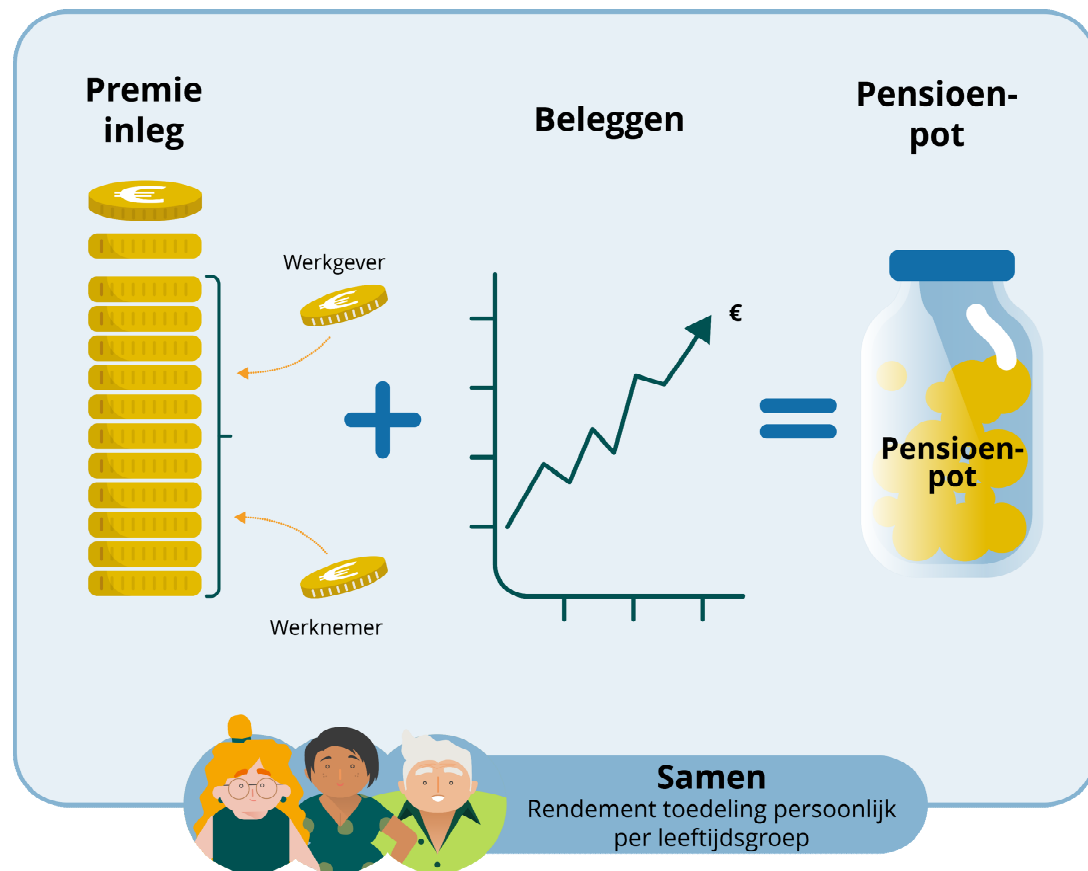 Premie
inleg
Beleggen
Pensioen-
pot
€
Werkgever
€
€
Pensioen-
pot
€
Werknemer
Samen
Rendement toedeling persoonlijk
per leeftijdsgroep